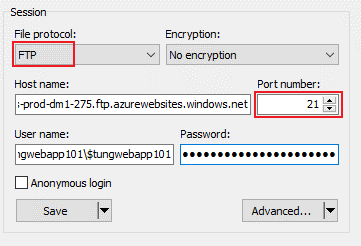 Session
File protocol: Encryption:
FTP No encryption
Host name: Port number:
-prod-dm1-275.ftp.azurewebsites.windows.net 21
User name: Password:
ngwebapp101\$tungwebapp101 ●●●●●●●●●●●●●●●●●●●●●●
Anonymous login
Save Advanced...